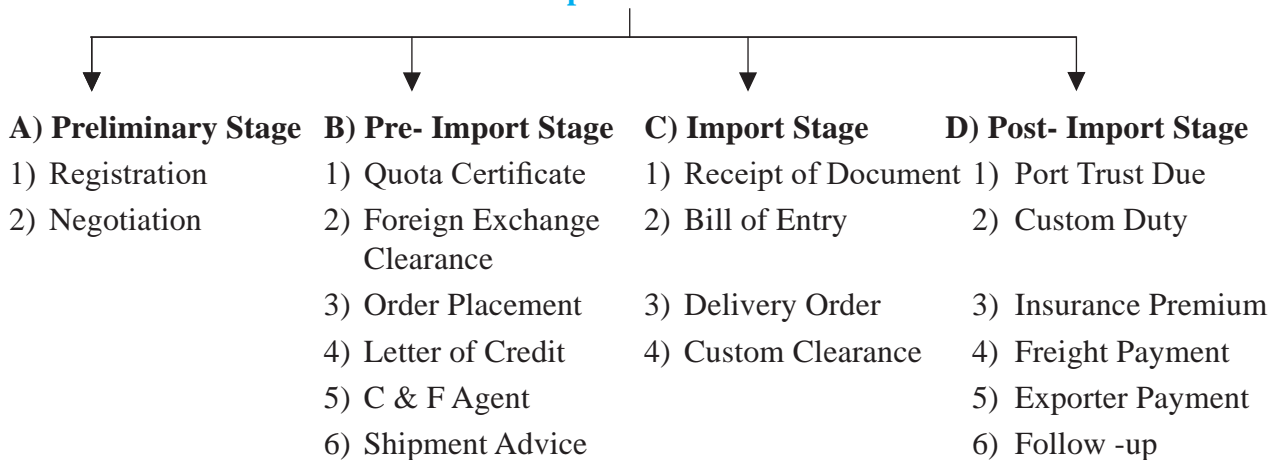 A) Preliminary Stage
1) Registration
2) Negotiation
B) Pre- Import Stage
1) Quota Certificate
2) Foreign Exchange
Clearance
3) Order Placement
4) Letter of Credit
5) C & F Agent
6) Shipment Advice
C) Import Stage
1) Receipt of Document
2) Bill of Entry
3) Delivery Order
4) Custom Clearance
D) Post- Import Stage
1) Port Trust Due
2) Custom Duty
3) Insurance Premium
4) Freight Payment
5) Exporter Payment
6) Follow -up